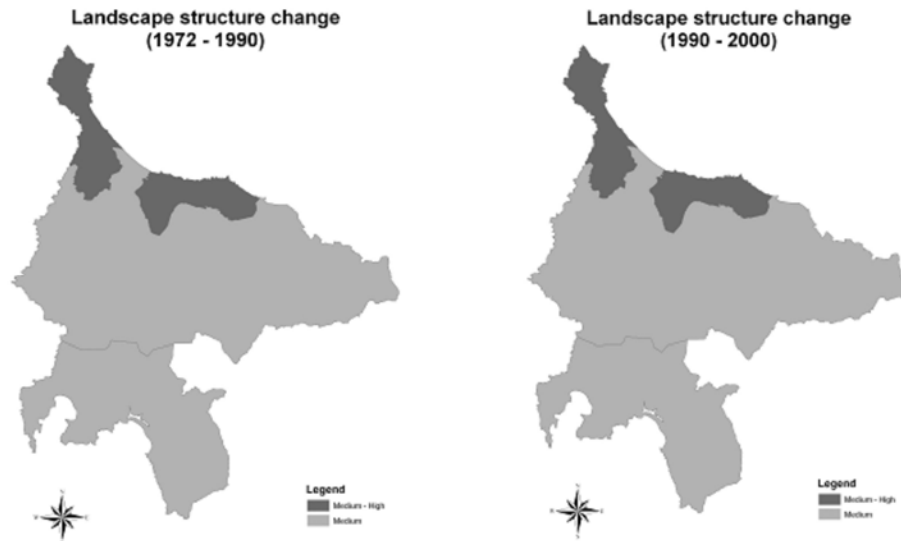 Landscape structure change
(1972 - 1990)
Legend
Medium - High
Medium
Landscape structure change
(1990 - 2000)
Legend
Medium - High
Medium